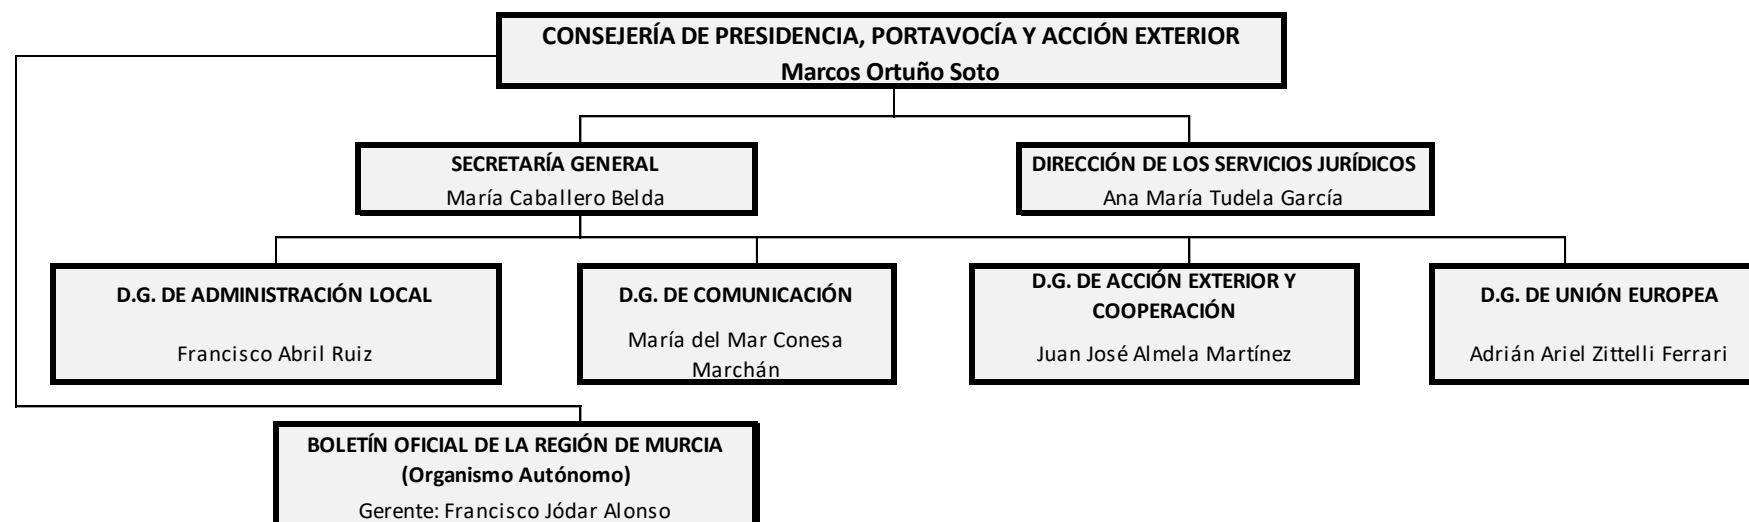 CONSEJERÍA DE PRESIDENCIA, PORTAVOCÍA Y ACCIÓN EXTERIOR
Marcos Ortuño Soto
SECRETARÍA GENERAL
María Caballero Belda
DIRECCIÓN DE LOS SERVICIOS JURÍDICOS
Ana María Tudela García
D.G. DE ADMINISTRACIÓN LOCAL
Francisco Abril Ruiz
D.G. DE COMUNICACIÓN
María del Mar Conesa
Marchán
D.G. DE ACCIÓN EXTERIOR Y
COOPERACIÓN
Juan José Almela Martínez
D.G. DE UNIÓN EUROPEA
Adrián Ariel Zittelli Ferrari
BOLETÍN OFICIAL DE LA REGIÓN DE MURCIA
(Organismo Autónomo)
Gerente: Francisco Jódar Alonso